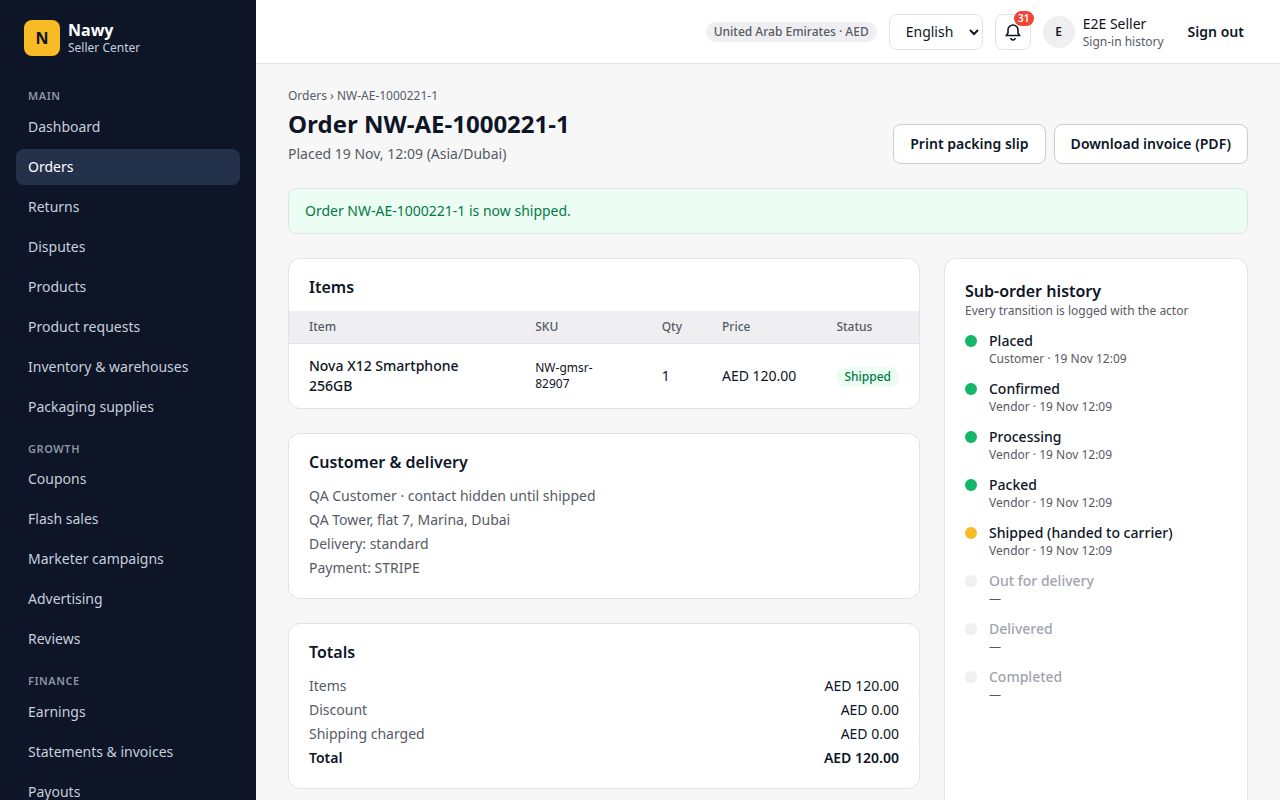 N
Nawy
Seller Center
MAIN
Dashboard
Orders
Returns
Disputes
Products
Product requests
Inventory & warehouses
Packaging supplies
GROWTH
Coupons
Flash sales
Marketer campaigns
Advertising
Reviews
FINANCE
Earnings
Statements & invoices
Payouts
United Arab Emirates · AED
English
31
E
E2E Seller
Sign-in history
Sign out
Orders › NW-AE-1000221-1
Order NW-AE-1000221-1
Placed 19 Nov, 12:09 (Asia/Dubai)
Print packing slip
Download invoice (PDF)
Order NW-AE-1000221-1 is now shipped.
Items
Item SKU Qty Price Status
Nova X12 Smartphone
256GB
NW-gmsr-
82907
1
AED 120.00
Shipped
Customer & delivery
QA Customer · contact hidden until shipped
QA Tower, flat 7, Marina, Dubai
Delivery: standard
Payment: STRIPE
Totals
Items AED 120.00
Discount AED 0.00
Shipping charged AED 0.00
Total AED 120.00
Sub-order history
Every transition is logged with the actor
Placed
Customer · 19 Nov 12:09
Confirmed
Vendor · 19 Nov 12:09
Processing
Vendor · 19 Nov 12:09
Packed
Vendor · 19 Nov 12:09
Shipped (handed to carrier)
Vendor · 19 Nov 12:09
Out for delivery
—
Delivered
—
Completed
—